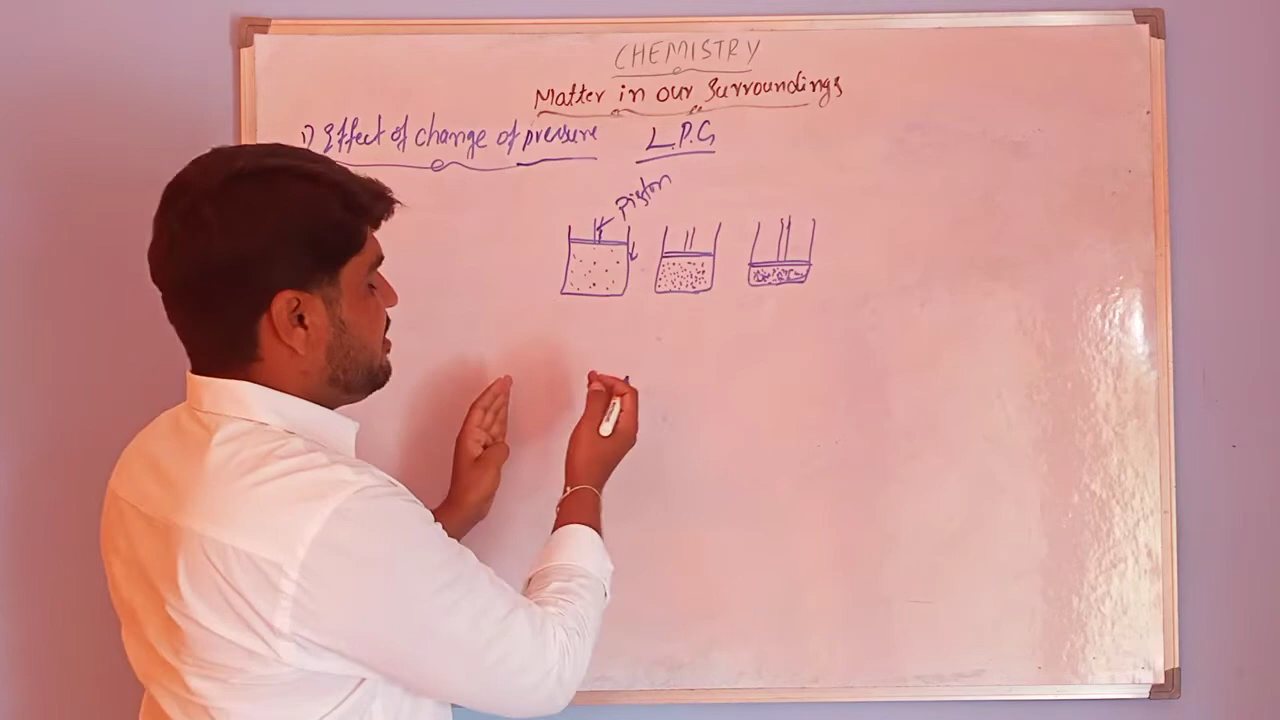 CHEMISTRY
Matter in our Surroundings
1) Effect of change of pressure L.P.G
Piston